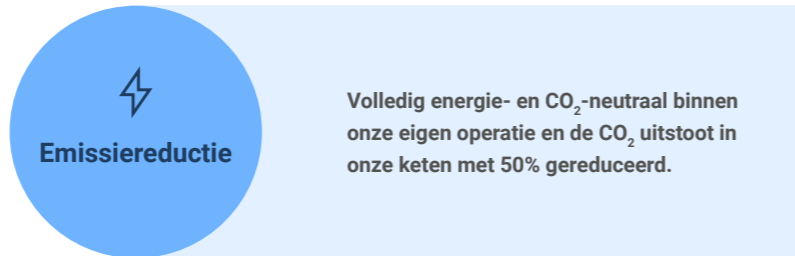 Emissiereductie
Volledig energie- en CO₂-neutraal binnen
onze eigen operatie en de CO₂ uitstoot in
onze keten met 50% gereduceerd.